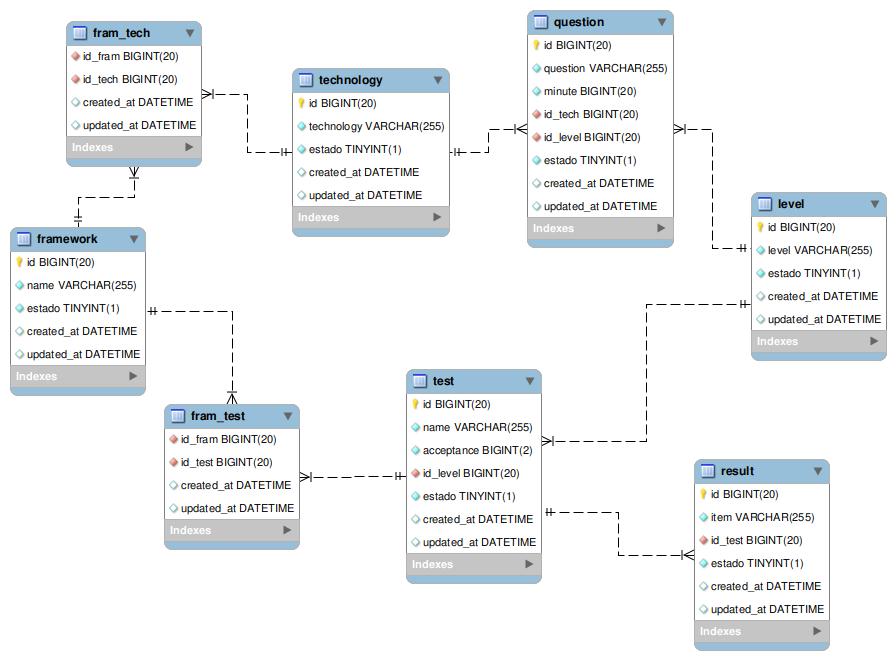 fram_tech
id_fram BIGINT(20)
id_tech BIGINT(20)
created_at DATETIME
updated_at DATETIME
Indexes
technology
id BIGINT(20)
technology VARCHAR(255)
estado TINYINT(1)
created_at DATETIME
updated_at DATETIME
Indexes
question
id BIGINT(20)
question VARCHAR(255)
minute BIGINT(20)
id_tech BIGINT(20)
id_level BIGINT(20)
estado TINYINT(1)
created_at DATETIME
updated_at DATETIME
Indexes
level
id BIGINT(20)
level VARCHAR(255)
estado TINYINT(1)
created_at DATETIME
updated_at DATETIME
Indexes
framework
id BIGINT(20)
name VARCHAR(255)
estado TINYINT(1)
created_at DATETIME
updated_at DATETIME
Indexes
fram_test
id_fram BIGINT(20)
id_test BIGINT(20)
created_at DATETIME
updated_at DATETIME
Indexes
test
id BIGINT(20)
name VARCHAR(255)
acceptance BIGINT(2)
id_level BIGINT(20)
estado TINYINT(1)
created_at DATETIME
updated_at DATETIME
Indexes
result
id BIGINT(20)
item VARCHAR(255)
id_test BIGINT(20)
estado TINYINT(1)
created_at DATETIME
updated_at DATETIME
Indexes